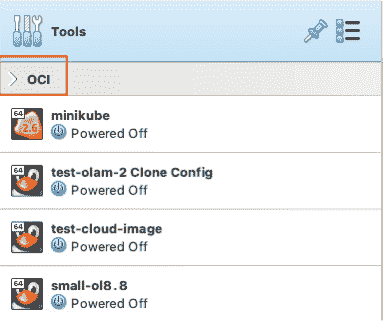 Tools
OCI
64
2.6
minikube
Powered Off
64
test-olam-2 Clone Config
Powered Off
64
test-cloud-image
Powered Off
64
small-ol8.8
Powered Off